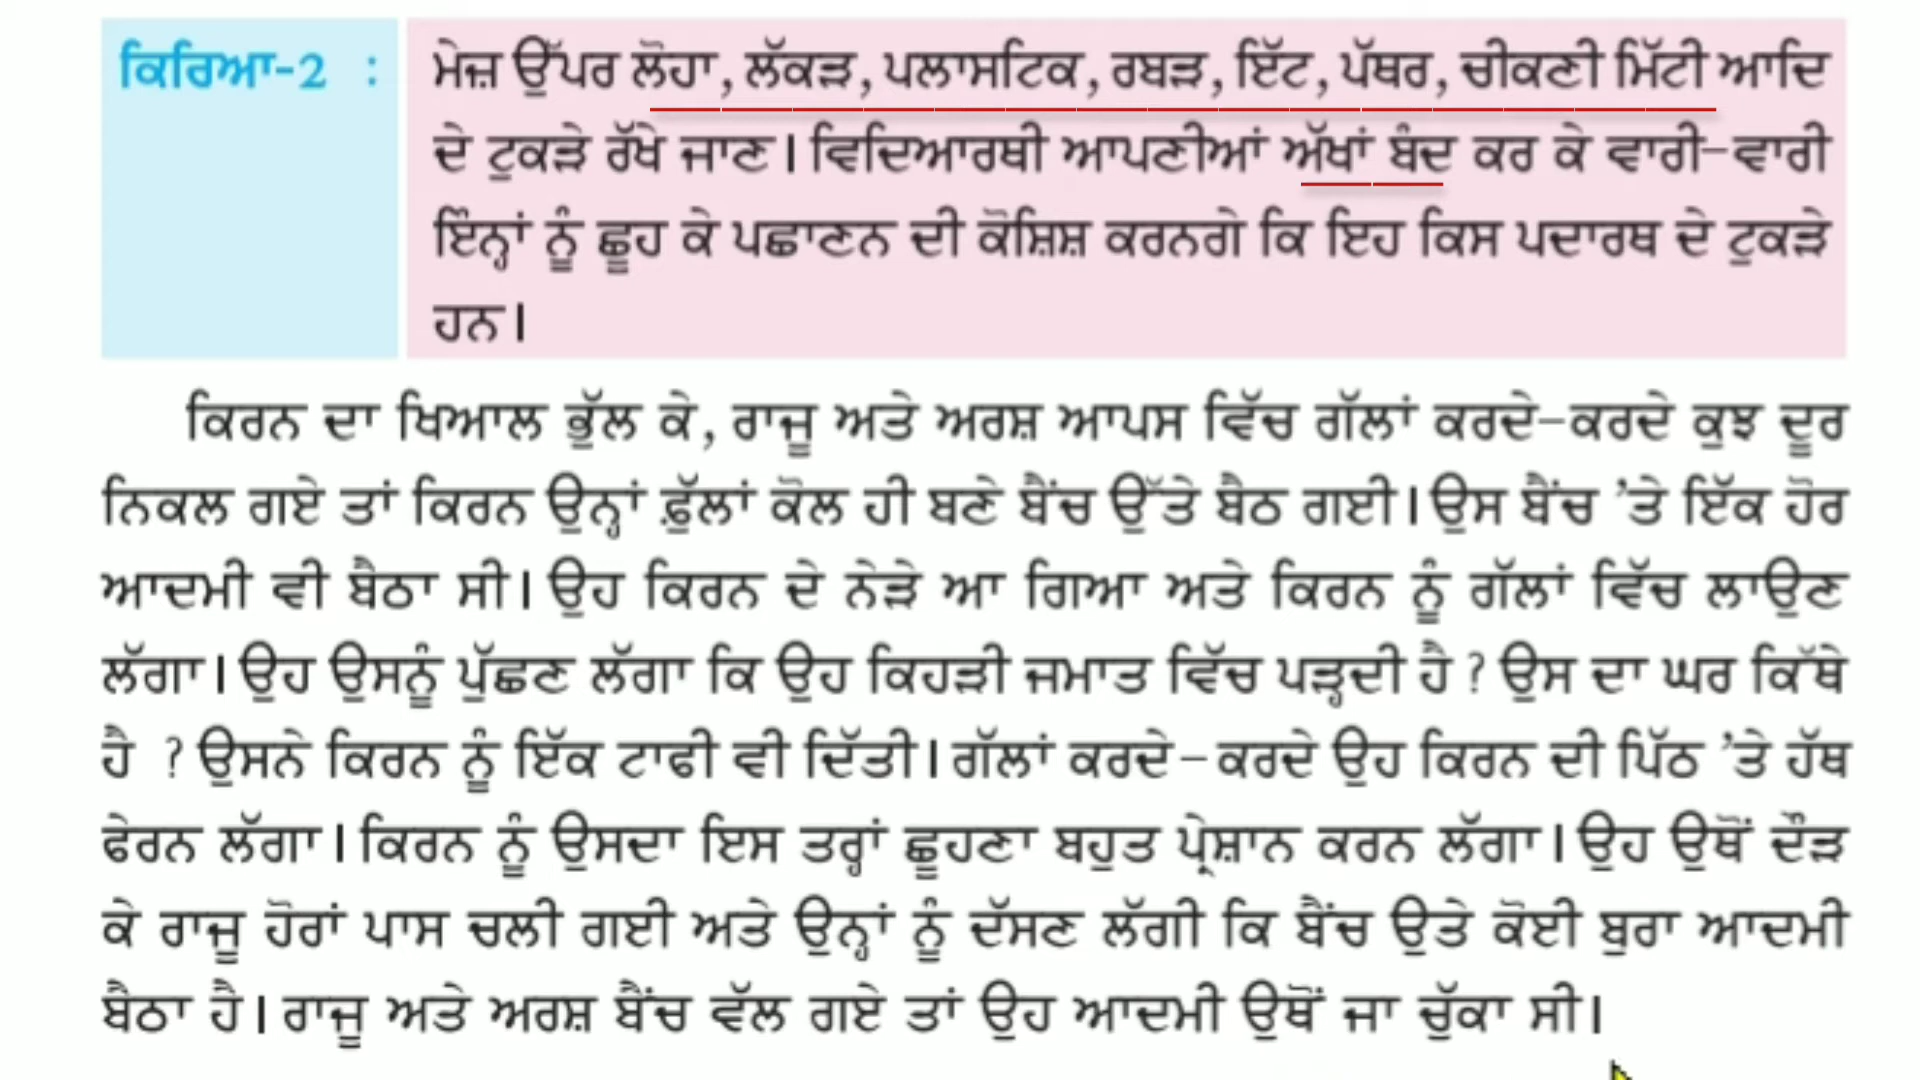 ਕਿਰਿਆ-2 : ਮੇਜ਼ ਉੱਪਰ ਲੋਹਾ, ਲੱਕੜ, ਪਲਾਸਟਿਕ, ਰਬੜ, ਇੱਟ, ਪੱਥਰ, ਚੀਕਣੀ ਮਿੱਟੀ ਆਦਿ
ਦੇ ਟੁਕੜੇ ਰੱਖੇ ਜਾਣ। ਵਿਦਿਆਰਥੀ ਆਪਣੀਆਂ ਅੱਖਾਂ ਬੰਦ ਕਰ ਕੇ ਵਾਰੀ-ਵਾਰੀ
ਇੰਨ੍ਹਾਂ ਨੂੰ ਛੂਹ ਕੇ ਪਛਾਣਨ ਦੀ ਕੋਸ਼ਿਸ਼ ਕਰਨਗੇ ਕਿ ਇਹ ਕਿਸ ਪਦਾਰਥ ਦੇ ਟੁਕੜੇ
ਹਨ।
ਕਿਰਨ ਦਾ ਖਿਆਲ ਭੁੱਲ ਕੇ, ਰਾਜੂ ਅਤੇ ਅਰਸ਼ ਆਪਸ ਵਿੱਚ ਗੱਲਾਂ ਕਰਦੇ-ਕਰਦੇ ਕੁਝ ਦੂਰ
ਨਿਕਲ ਗਏ ਤਾਂ ਕਿਰਨ ਉਨ੍ਹਾਂ ਫ਼ੁੱਲਾਂ ਕੋਲ ਹੀ ਬਣੇ ਬੈਂਚ ਉੱਤੇ ਬੈਠ ਗਈ। ਉਸ ਬੈਂਚ ’ਤੇ ਇੱਕ ਹੋਰ
ਆਦਮੀ ਵੀ ਬੈਠਾ ਸੀ। ਉਹ ਕਿਰਨ ਦੇ ਨੇੜੇ ਆ ਗਿਆ ਅਤੇ ਕਿਰਨ ਨੂੰ ਗੱਲਾਂ ਵਿੱਚ ਲਾਉਣ
ਲੱਗਾ। ਉਹ ਉਸਨੂੰ ਪੁੱਛਣ ਲੱਗਾ ਕਿ ਉਹ ਕਿਹੜੀ ਜਮਾਤ ਵਿੱਚ ਪੜ੍ਹਦੀ ਹੈ ? ਉਸ ਦਾ ਘਰ ਕਿੱਥੇ
ਹੈ ? ਉਸਨੇ ਕਿਰਨ ਨੂੰ ਇੱਕ ਟਾਫੀ ਵੀ ਦਿੱਤੀ। ਗੱਲਾਂ ਕਰਦੇ-ਕਰਦੇ ਉਹ ਕਿਰਨ ਦੀ ਪਿੱਠ ’ਤੇ ਹੱਥ
ਫੇਰਨ ਲੱਗਾ। ਕਿਰਨ ਨੂੰ ਉਸਦਾ ਇਸ ਤਰ੍ਹਾਂ ਛੂਹਣਾ ਬਹੁਤ ਪ੍ਰੇਸ਼ਾਨ ਕਰਨ ਲੱਗਾ। ਉਹ ਉਥੋਂ ਦੌੜ
ਕੇ ਰਾਜੂ ਹੋਰਾਂ ਪਾਸ ਚਲੀ ਗਈ ਅਤੇ ਉਨ੍ਹਾਂ ਨੂੰ ਦੱਸਣ ਲੱਗੀ ਕਿ ਬੈਂਚ ਉਤੇ ਕੋਈ ਬੁਰਾ ਆਦਮੀ
ਬੈਠਾ ਹੈ। ਰਾਜੂ ਅਤੇ ਅਰਸ਼ ਬੈਂਚ ਵੱਲ ਗਏ ਤਾਂ ਉਹ ਆਦਮੀ ਉਥੋਂ ਜਾ ਚੁੱਕਾ ਸੀ।